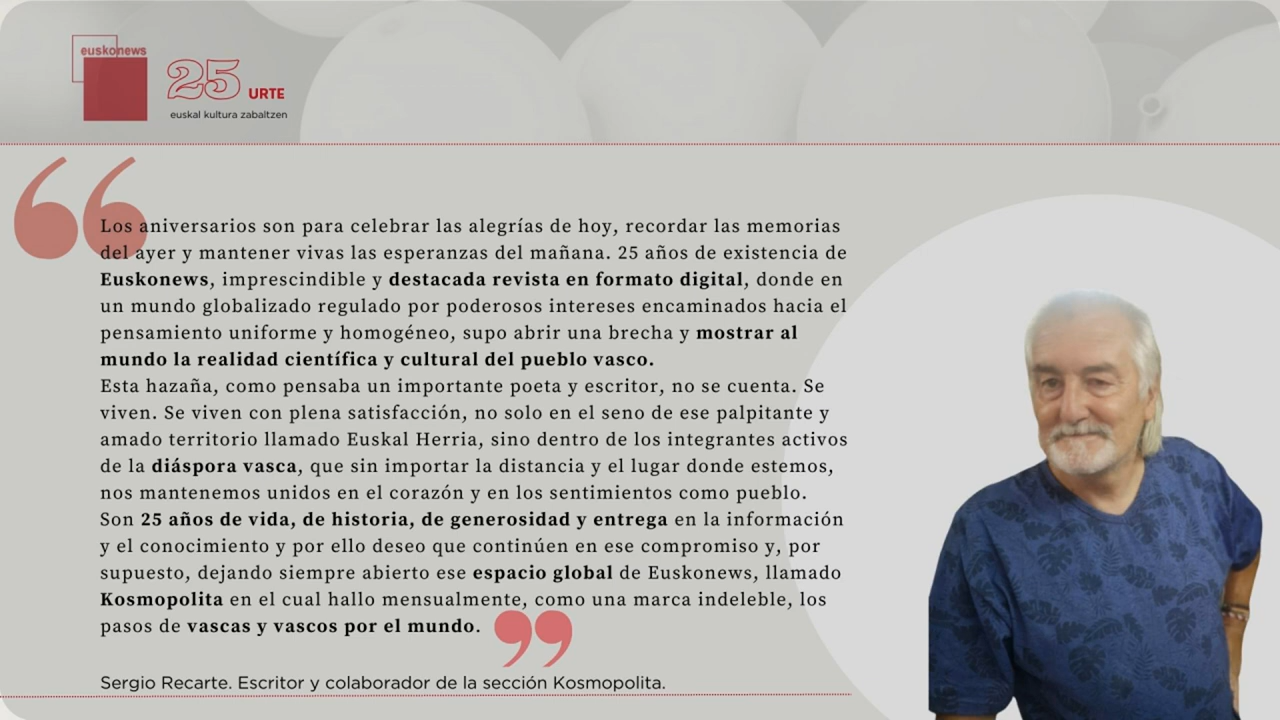 euskonews
25 URTE
euskal kultura zabaltzen
Los aniversarios son para celebrar las alegrías de hoy, recordar las memorias
del ayer y mantener vivas las esperanzas del mañana. 25 años de existencia de
Euskonews, imprescindible y destacada revista en formato digital, donde en
un mundo globalizado regulado por poderosos intereses encaminados hacia el
pensamiento uniforme y homogéneo, supo abrir una brecha y mostrar al
mundo la realidad científica y cultural del pueblo vasco.
Esta hazaña, como pensaba un importante poeta y escritor, no se cuenta. Se
viven. Se viven con plena satisfacción, no solo en el seno de ese palpitante y
amado territorio llamado Euskal Herria, sino dentro de los integrantes activos
de la diáspora vasca, que sin importar la distancia y el lugar donde estemos,
nos mantenemos unidos en el corazón y en los sentimientos como pueblo.
Son 25 años de vida, de historia, de generosidad y entrega en la información
y el conocimiento y por ello deseo que continúen en ese compromiso y, por
supuesto, dejando siempre abierto ese espacio global de Euskonews, llamado
Kosmopolita en el cual hallo mensualmente, como una marca indeleble, los
pasos de vascas y vascos por el mundo.
Sergio Recarte. Escritor y colaborador de la sección Kosmopolita.